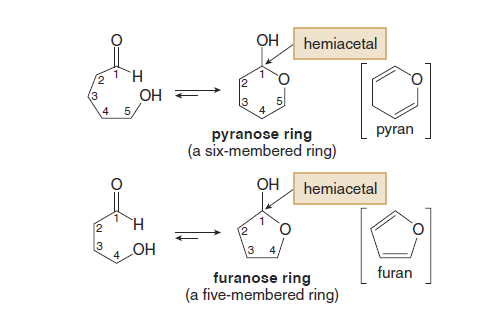 O
OH
hemiacetal
1
H
2
3
OH
4
5
1
2
O
3
5
4
O
pyran
pyranose ring
(a six-membered ring)
O
OH
hemiacetal
1
H
2
3
OH
4
1
2
O
3
4
O
furan
furanose ring
(a five-membered ring)